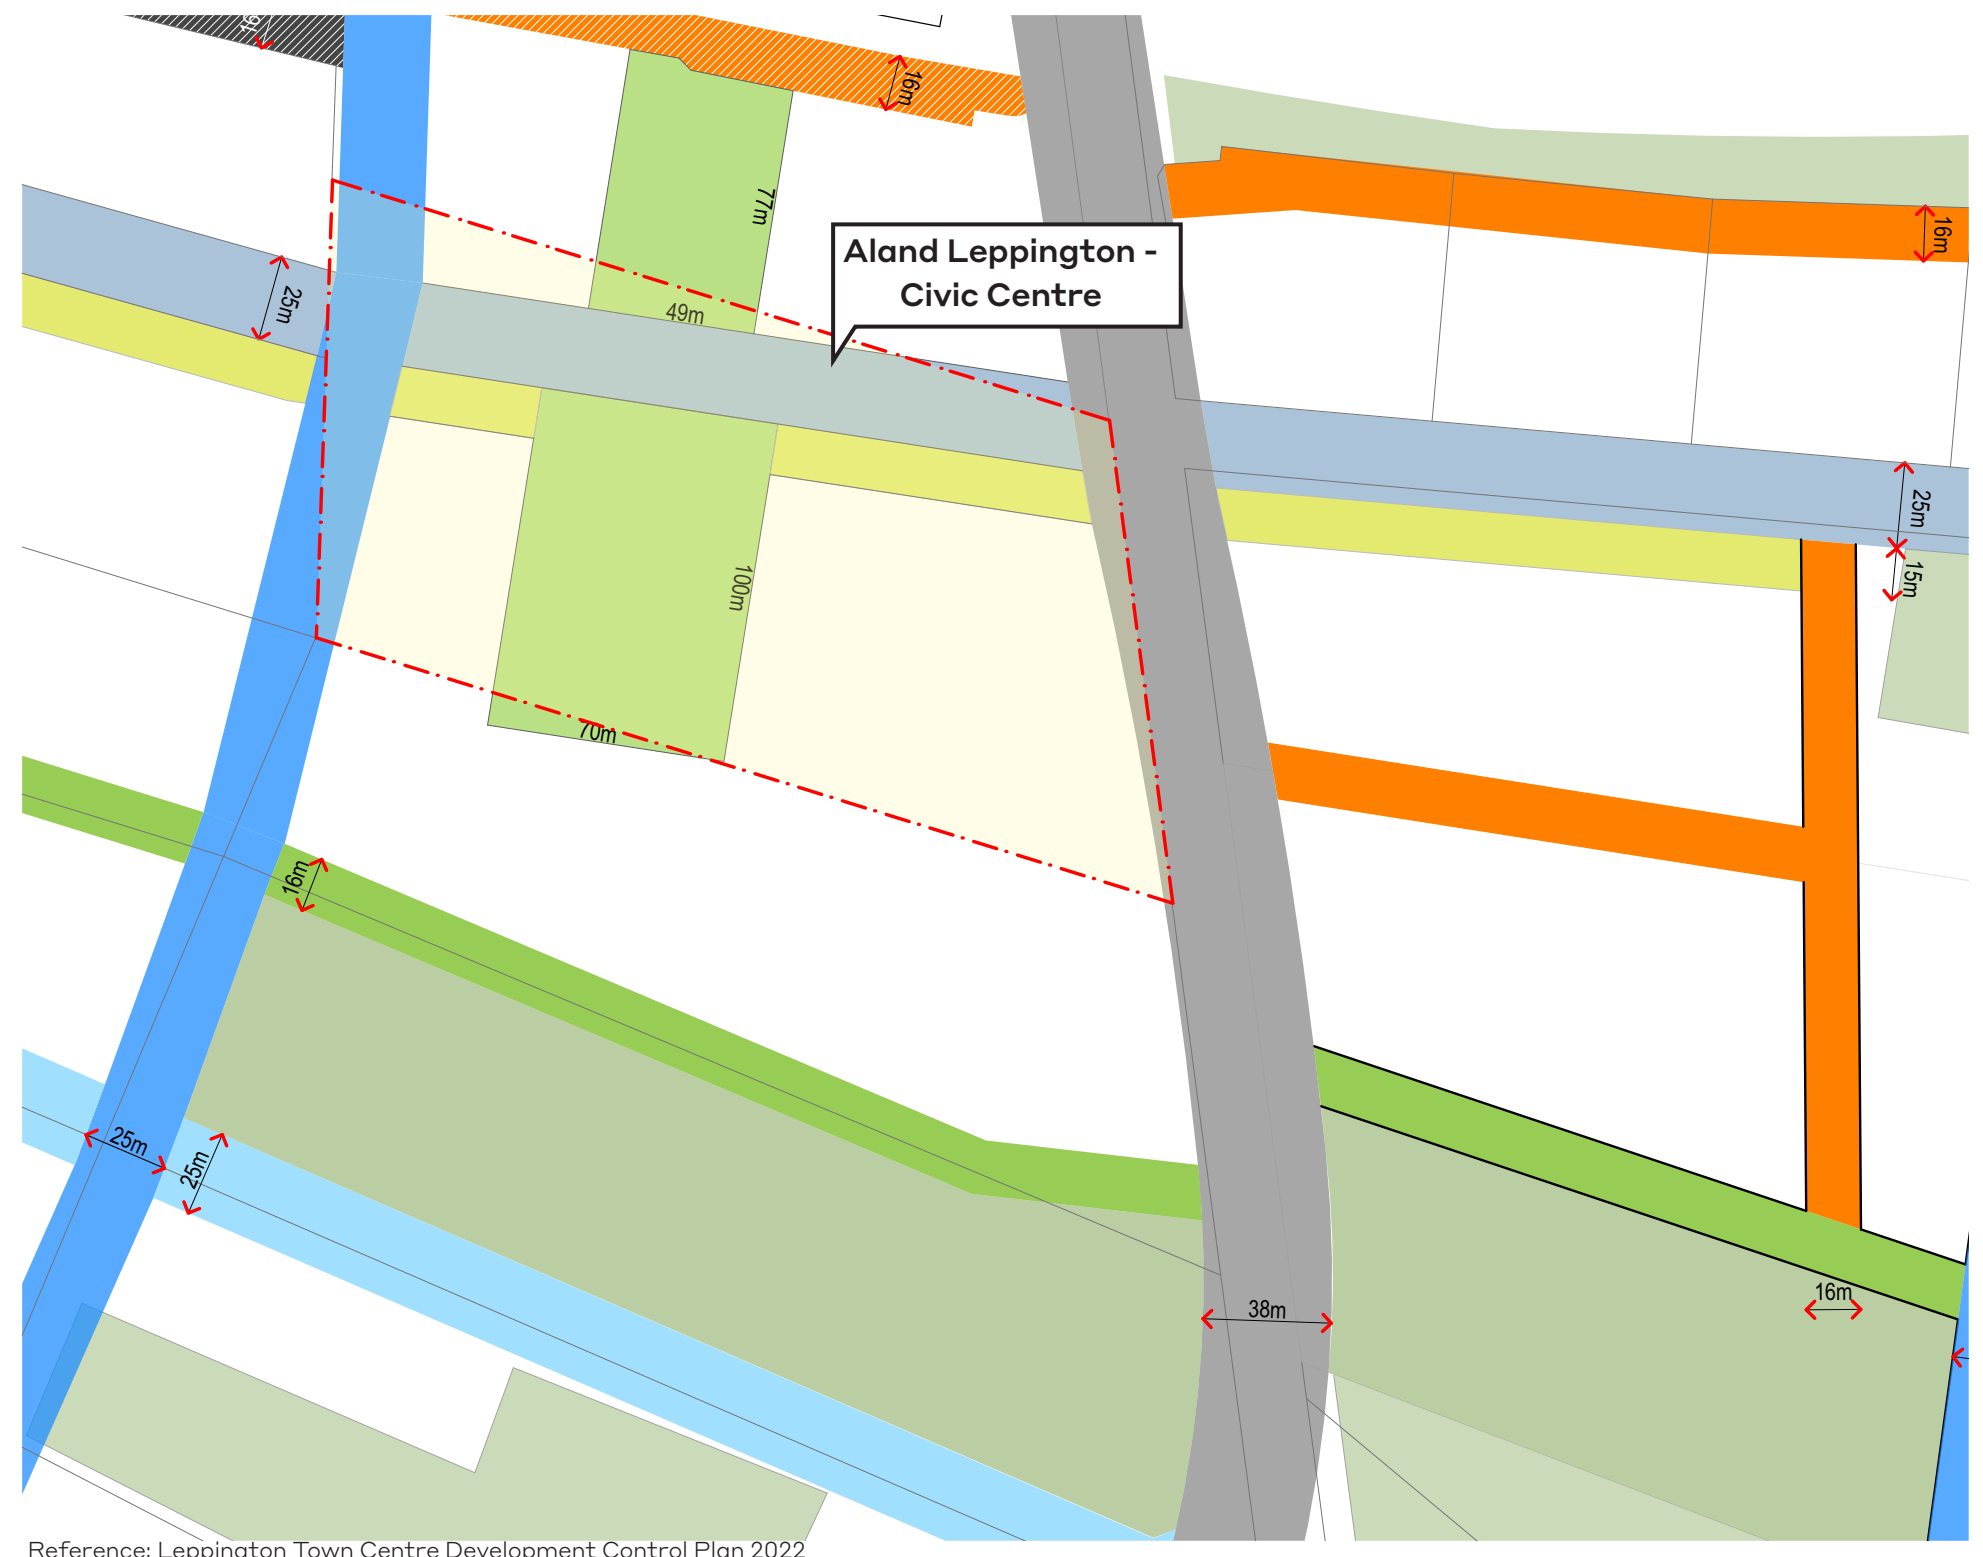 16m
77m
Aland Leppington -
Civic Centre
16m
25m
49m
25m
15m
100m
70m
16m
25m
25m
38m
16m
Reference: Leppington Town Centre Development Control Plan 2022